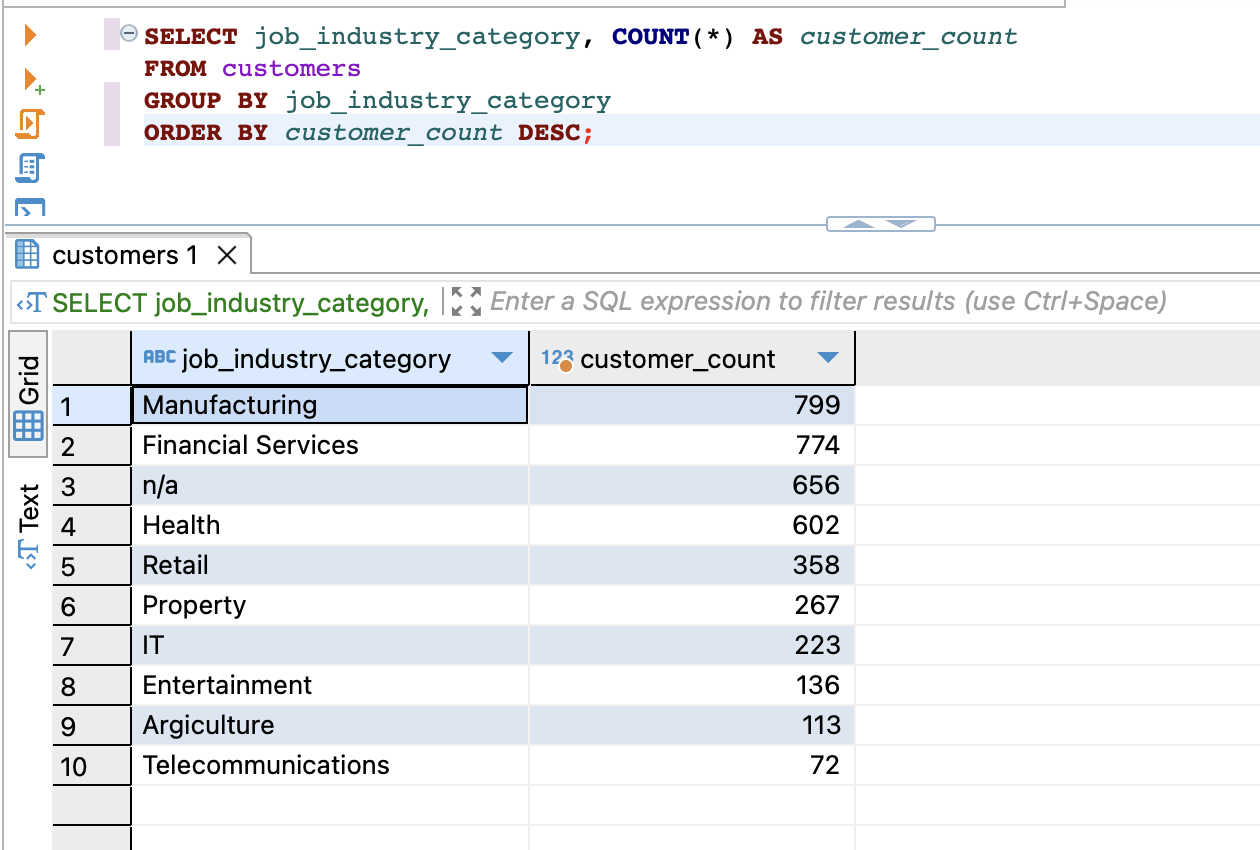 SELECT job_industry_category, COUNT(*) AS customer_count
FROM customers
GROUP BY job_industry_category
ORDER BY customer_count DESC;
customers 1
SELECT job_industry_category, Enter a SQL expression to filter results (use Ctrl+Space)
Grid
Text
ABC job_industry_category 123 customer_count
1 Manufacturing 799
2 Financial Services 774
3 n/a 656
4 Health 602
5 Retail 358
6 Property 267
7 IT 223
8 Entertainment 136
9 Argiculture 113
10 Telecommunications 72